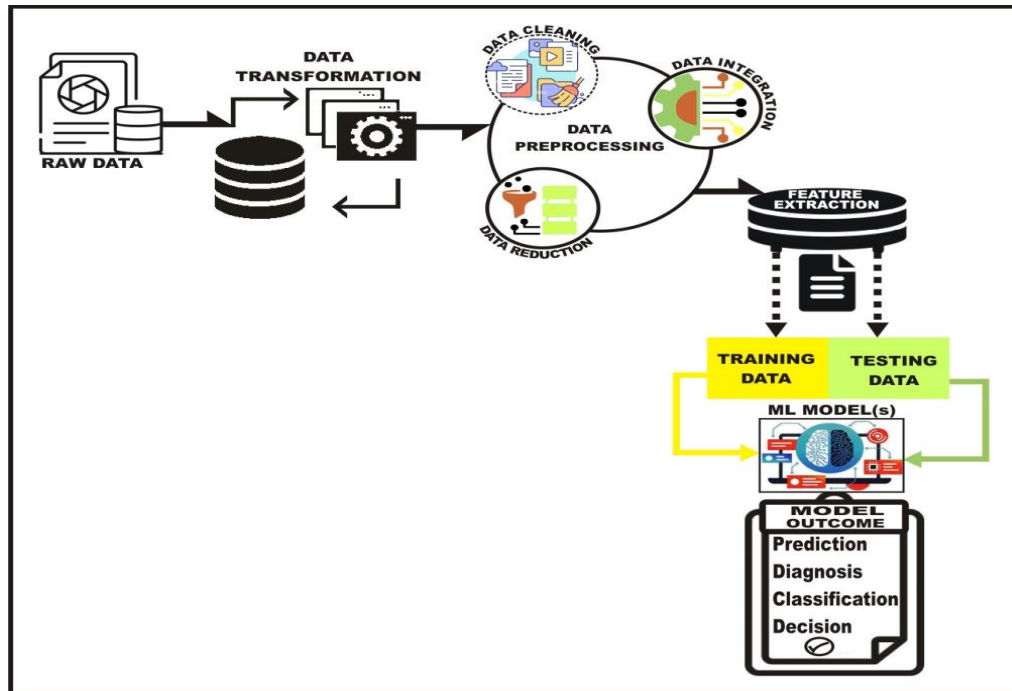 RAW DATA
DATA
TRANSFORMATION
DATA CLEANING
DATA INTEGRATION
DATA
PREPROCESSING
DATA REDUCTION
FEATURE
EXTRACTION
TRAINING
DATA
TESTING
DATA
ML MODEL(s)
MODEL
OUTCOME
Prediction
Diagnosis
Classification
Decision